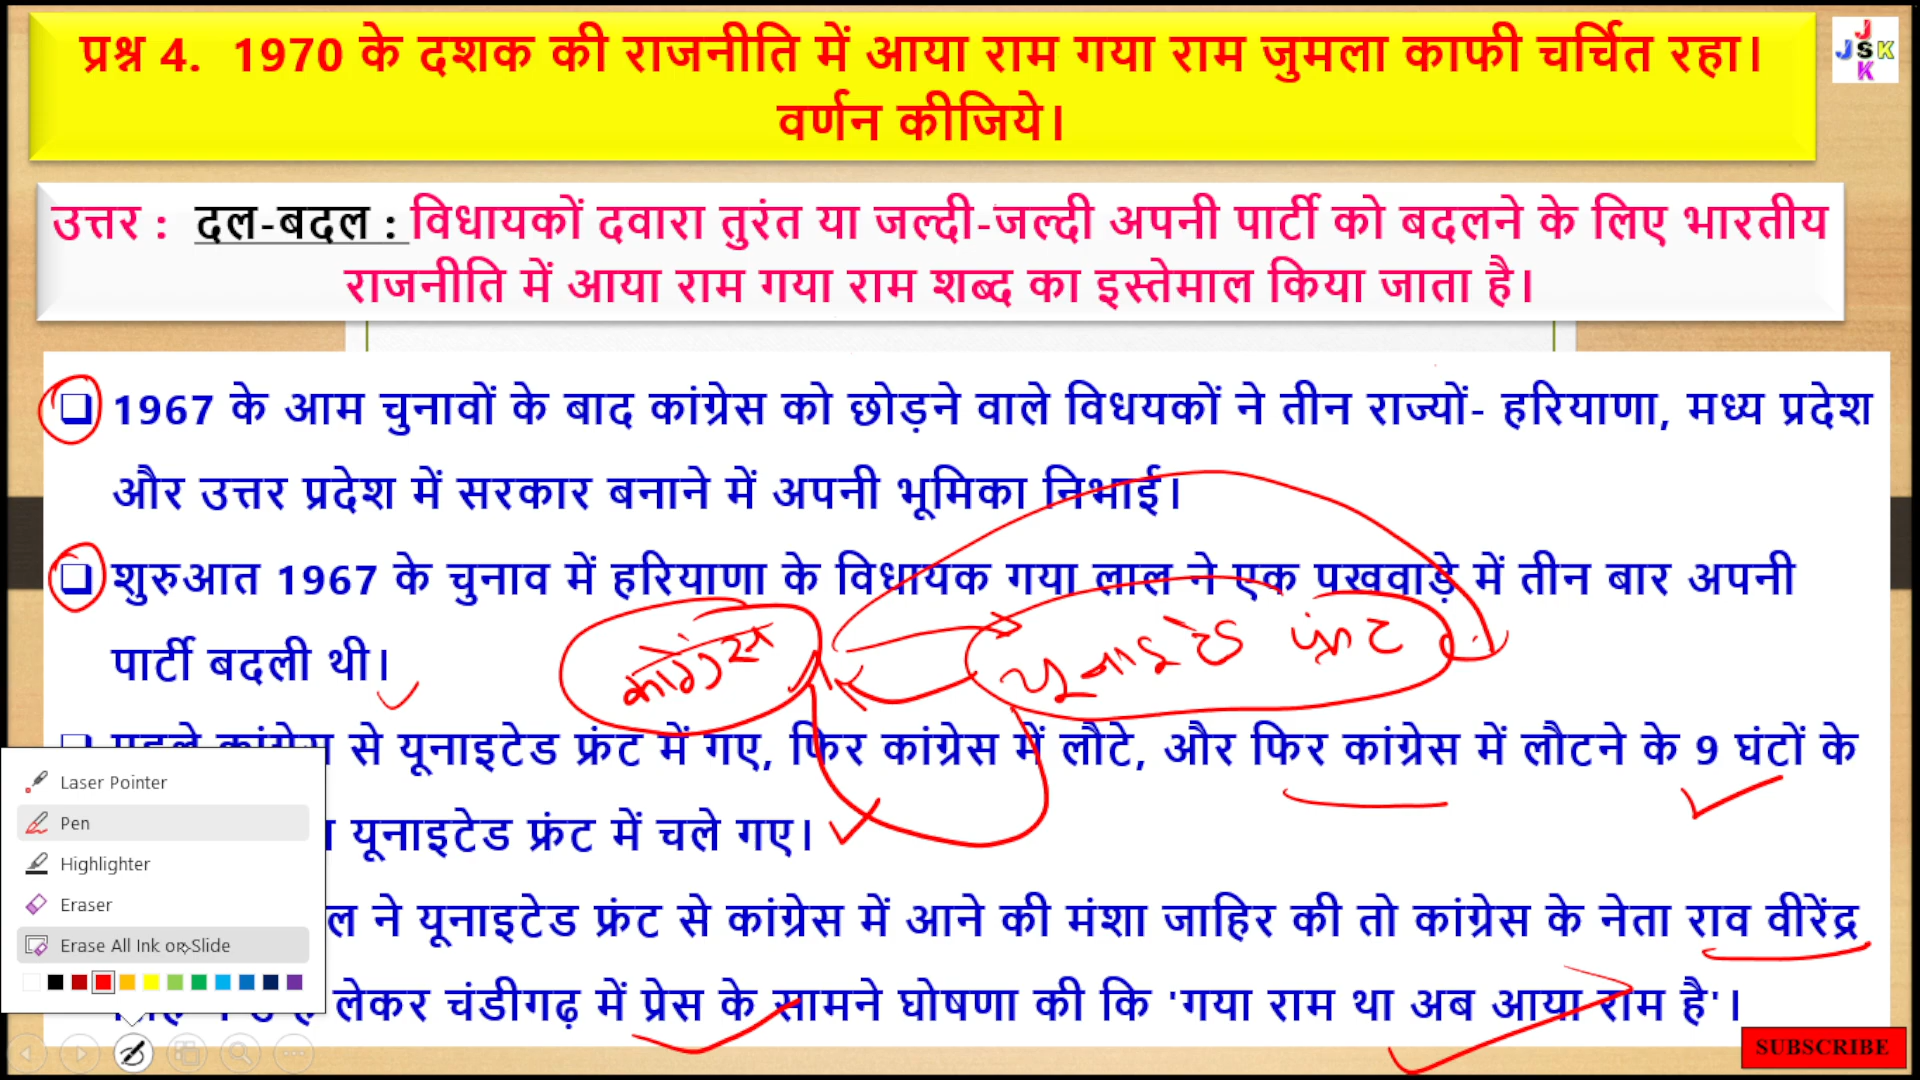 प्रश्न 4. 1970 के दशक की राजनीति में आया राम गया राम जुमला काफी चर्चित रहा।
वर्णन कीजिये।
J
JSK
K
उत्तर : दल-बदल : विधायकों दवारा तुरंत या जल्दी-जल्दी अपनी पार्टी को बदलने के लिए भारतीय
राजनीति में आया राम गया राम शब्द का इस्तेमाल किया जाता है।
❑ 1967 के आम चुनावों के बाद कांग्रेस को छोड़ने वाले विधयकों ने तीन राज्यों- हरियाणा, मध्य प्रदेश
और उत्तर प्रदेश में सरकार बनाने में अपनी भूमिका निभाई।
❑ शुरुआत 1967 के चुनाव में हरियाणा के विधायक गया लाल ने एक पखवाड़े में तीन बार अपनी
पार्टी बदली थी।
कांग्रेस यूनाइटेड फ्रंट
❑ पहले कांग्रेस से यूनाइटेड फ्रंट में गए, फिर कांग्रेस में लौटे, और फिर कांग्रेस में लौटने के 9 घंटों के
यूनाइटेड फ्रंट में चले गए।
ने यूनाइटेड फ्रंट से कांग्रेस में आने की मंशा जाहिर की तो कांग्रेस के नेता राव वीरेंद्र
लेकर चंडीगढ़ में प्रेस के सामने घोषणा की कि 'गया राम था अब आया राम है'।
Laser Pointer
Pen
Highlighter
Eraser
Erase All Ink on Slide
SUBSCRIBE